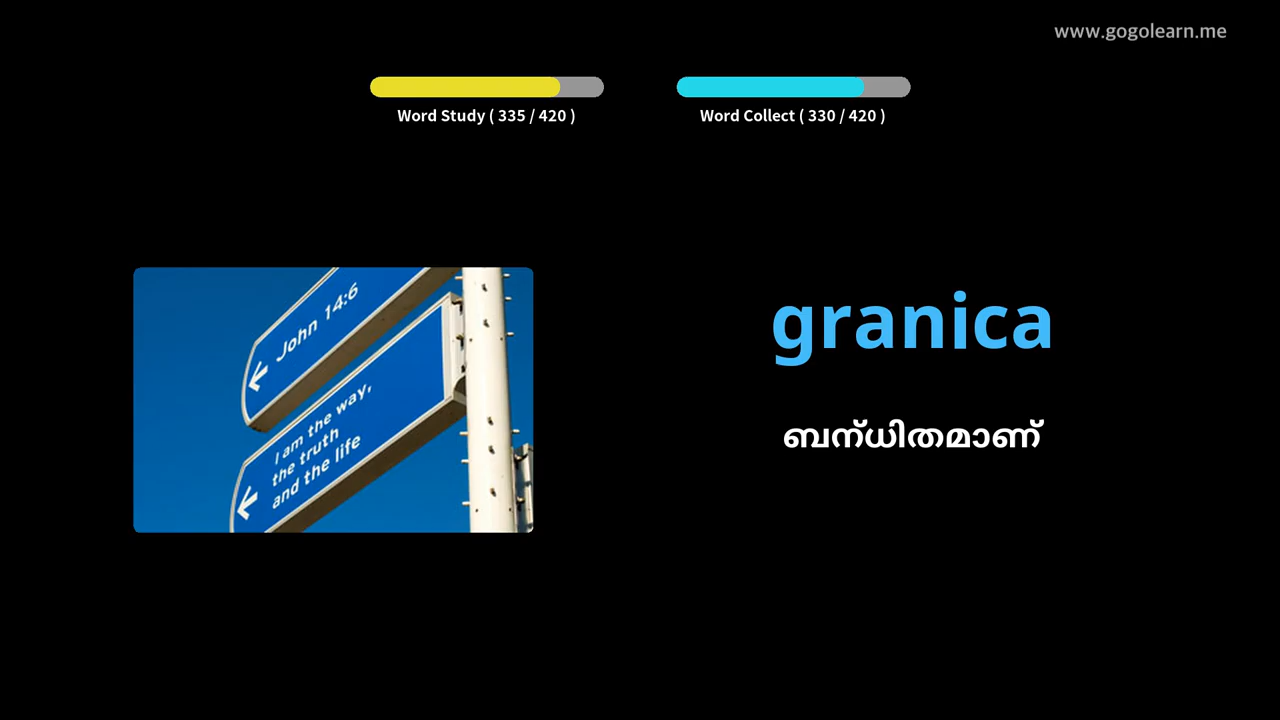 www.gogolearn.me
Word Study ( 335 / 420 )
Word Collect ( 330 / 420 )
John 14:6
I am the way,
the truth
and the life
granica
ബന്ധിതമാണ്